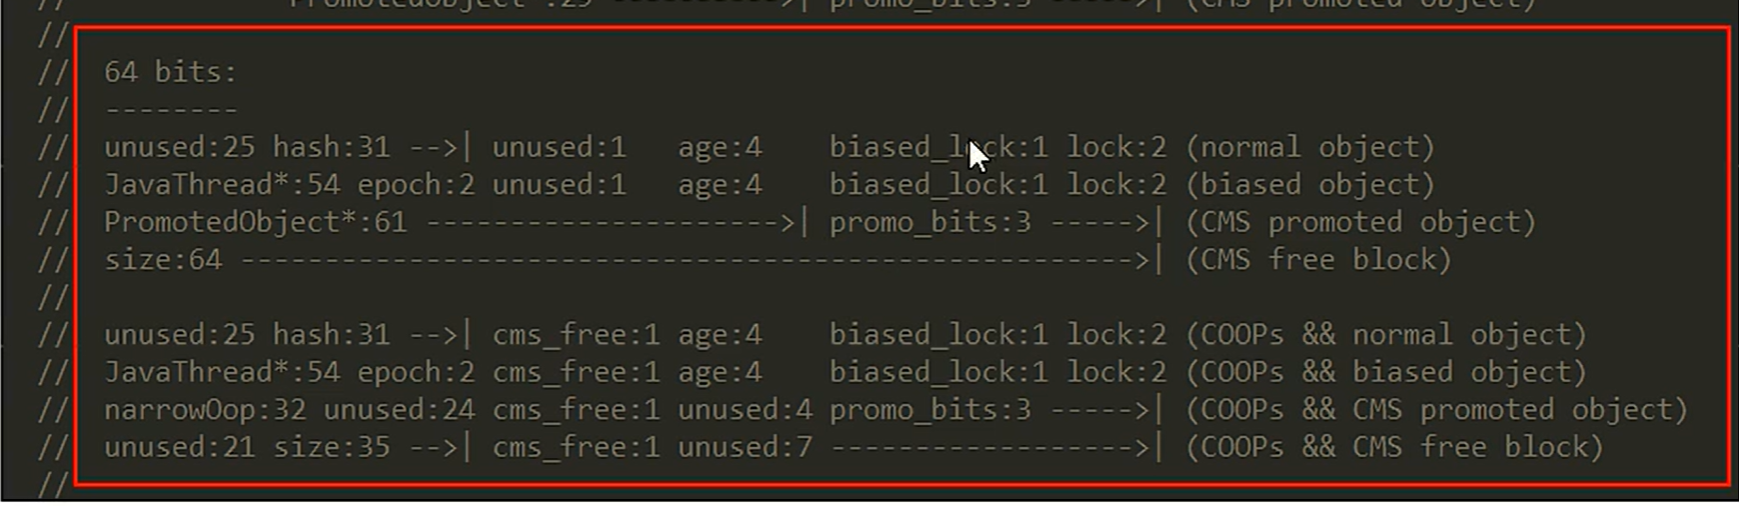 //             PromotedObject*:29 ---------->| promo_bits:3 ----->| (CMS promoted object)
//
//  64 bits:
//  --------
//  unused:25 hash:31 -->| unused:1   age:4    biased_lock:1 lock:2 (normal object)
//  JavaThread*:54 epoch:2 unused:1   age:4    biased_lock:1 lock:2 (biased object)
//  PromotedObject*:61 --------------------->| promo_bits:3 ----->| (CMS promoted object)
//  size:64 ----------------------------------------------------->| (CMS free block)
//
//  unused:25 hash:31 -->| cms_free:1 age:4    biased_lock:1 lock:2 (COOPs && normal object)
//  JavaThread*:54 epoch:2 cms_free:1 age:4    biased_lock:1 lock:2 (COOPs && biased object)
//  narrowOop:32 unused:24 cms_free:1 unused:4 promo_bits:3 ----->| (COOPs && CMS promoted object)
//  unused:21 size:35 -->| cms_free:1 unused:7 ------------------>| (COOPs && CMS free block)
//